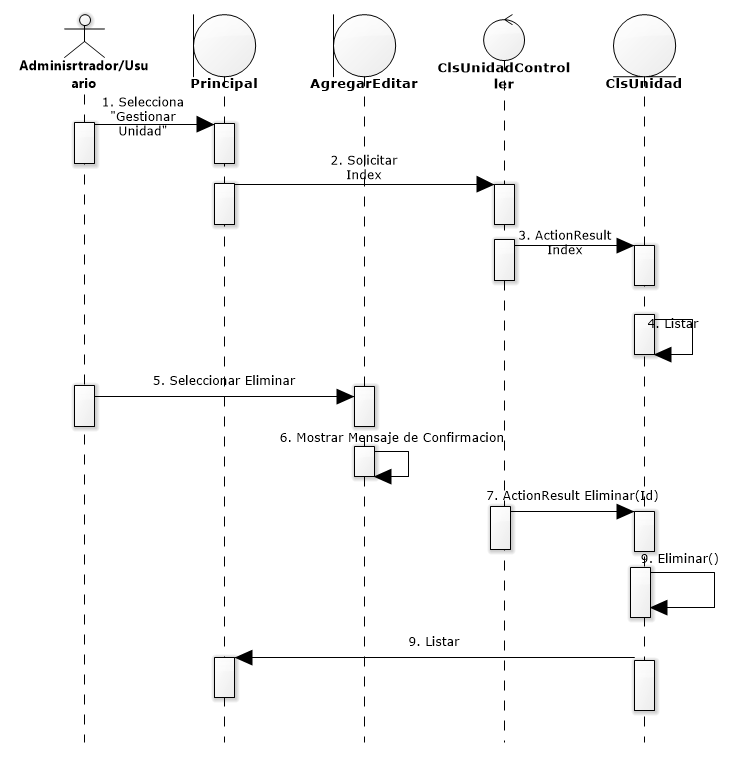 Adminisrtrador/Usu
ario
Principal
AgregarEditar
ClsUnidadControl
ler
ClsUnidad
1. Selecciona
"Gestionar
Unidad"
2. Solicitar
Index
3. ActionResult
Index
4. Listar
5. Seleccionar Eliminar
6. Mostrar Mensaje de Confirmacion
7. ActionResult Eliminar(Id)
9. Eliminar()
9. Listar